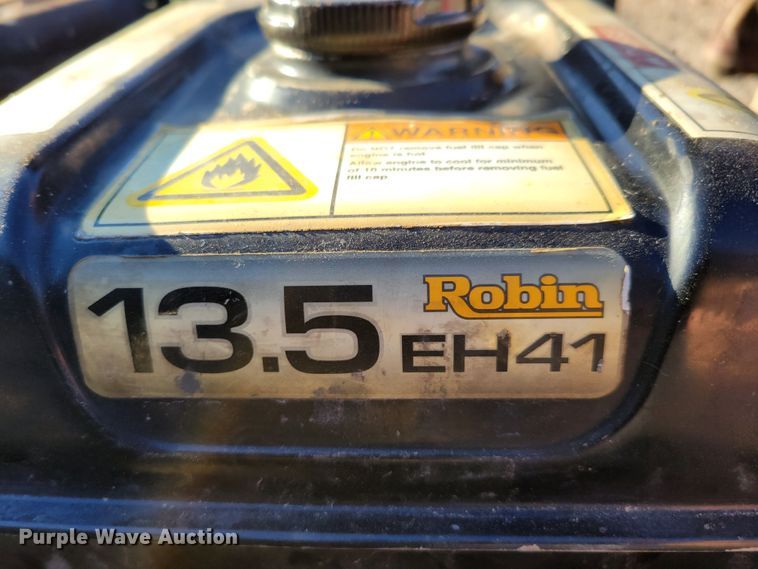 WARNING
Do NOT remove fuel fill cap when
engine is hot.
Allow engine to cool for minimum
of 10 minutes before removing fuel
fill cap.
13.5 Robin
EH41
Purple Wave Auction